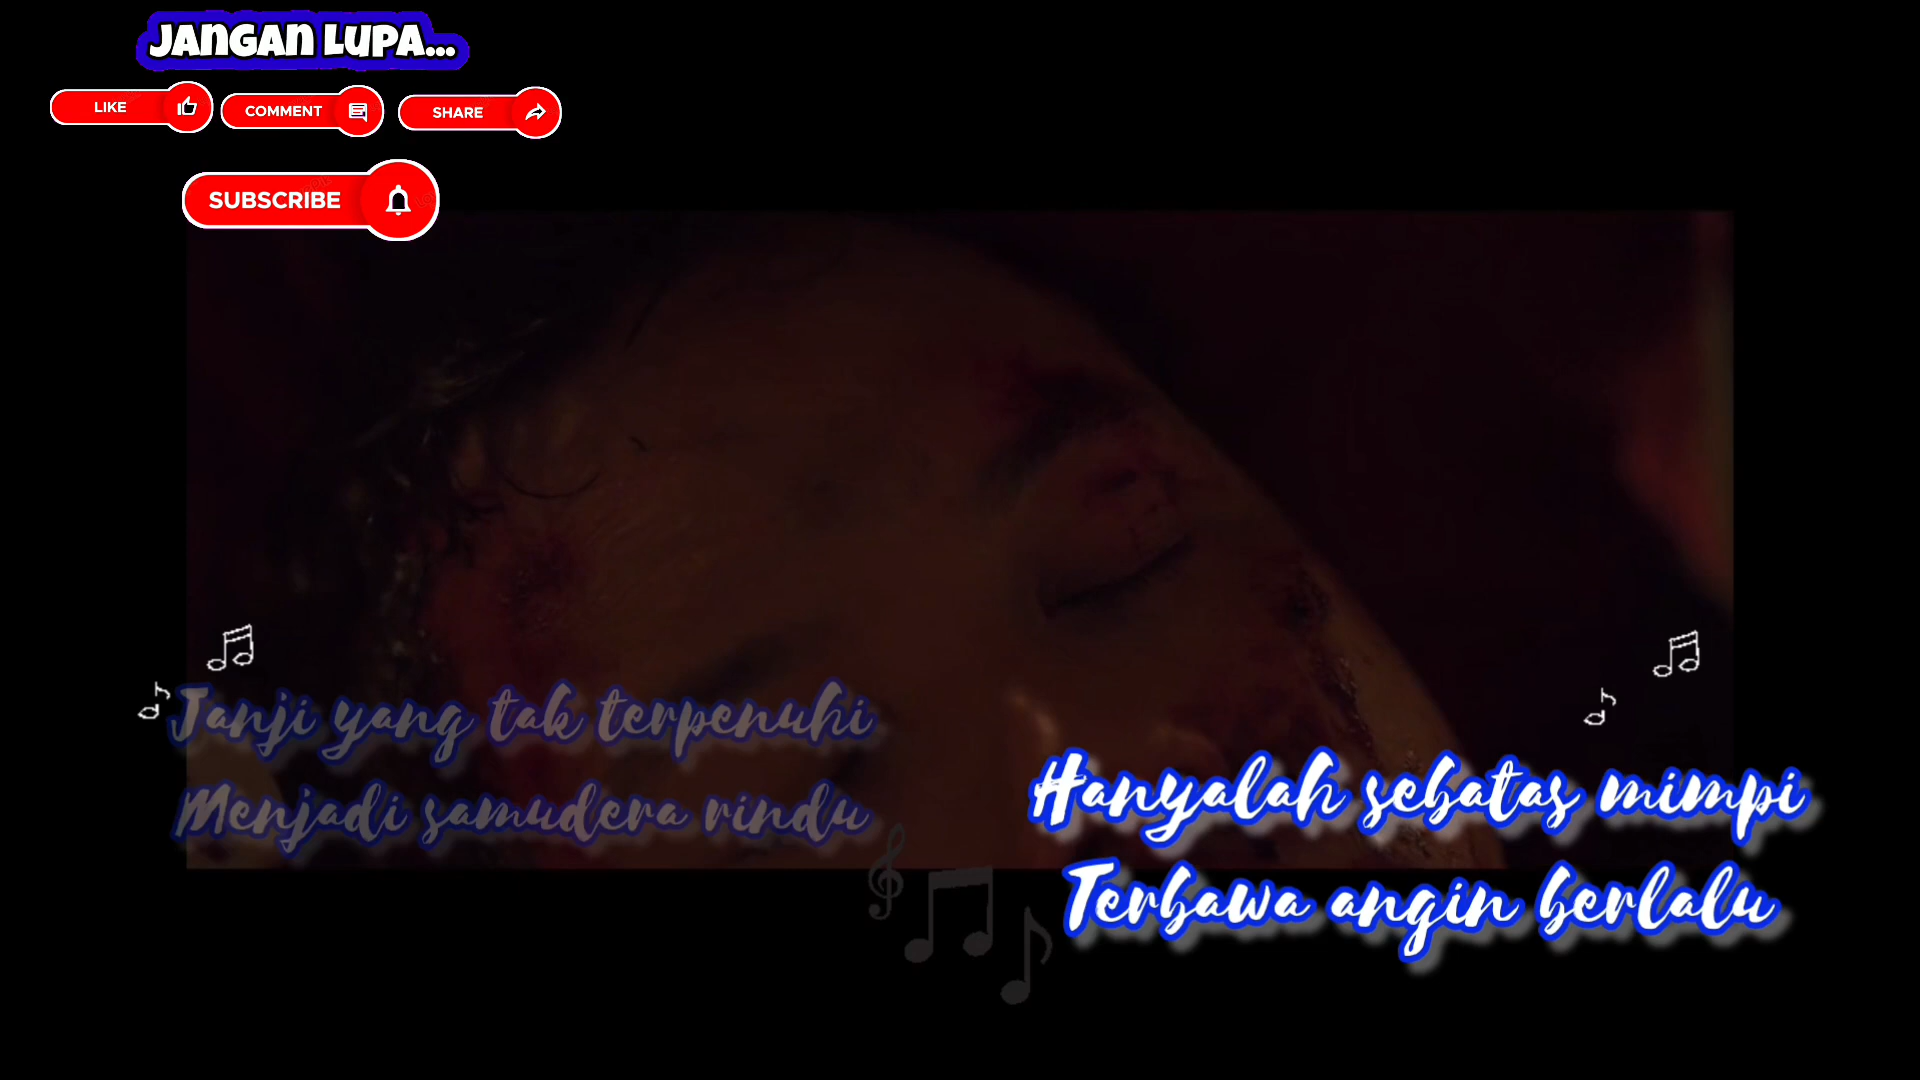 JANGAN LUPA...
LIKE
COMMENT
SHARE
SUBSCRIBE
Janji yang tak terpenuhi
Menjadi samudera rindu
Hanyalah sebatas mimpi
Terbawa angin berlalu